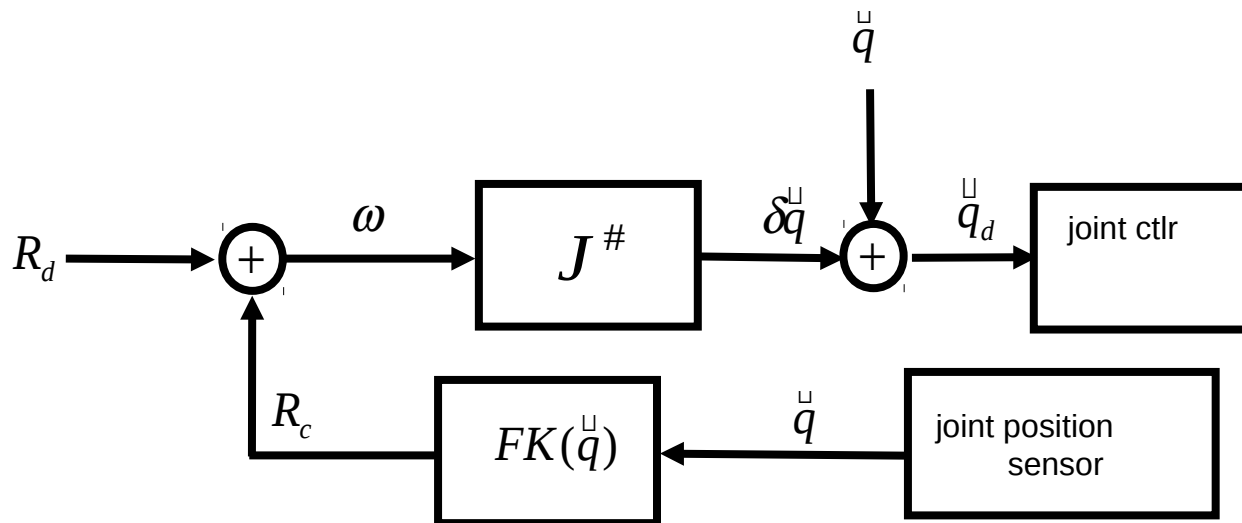 q
R_d
+
ω
J^#
δq
+
q_d
joint ctlr
R_c
FK(q)
q
joint position
sensor